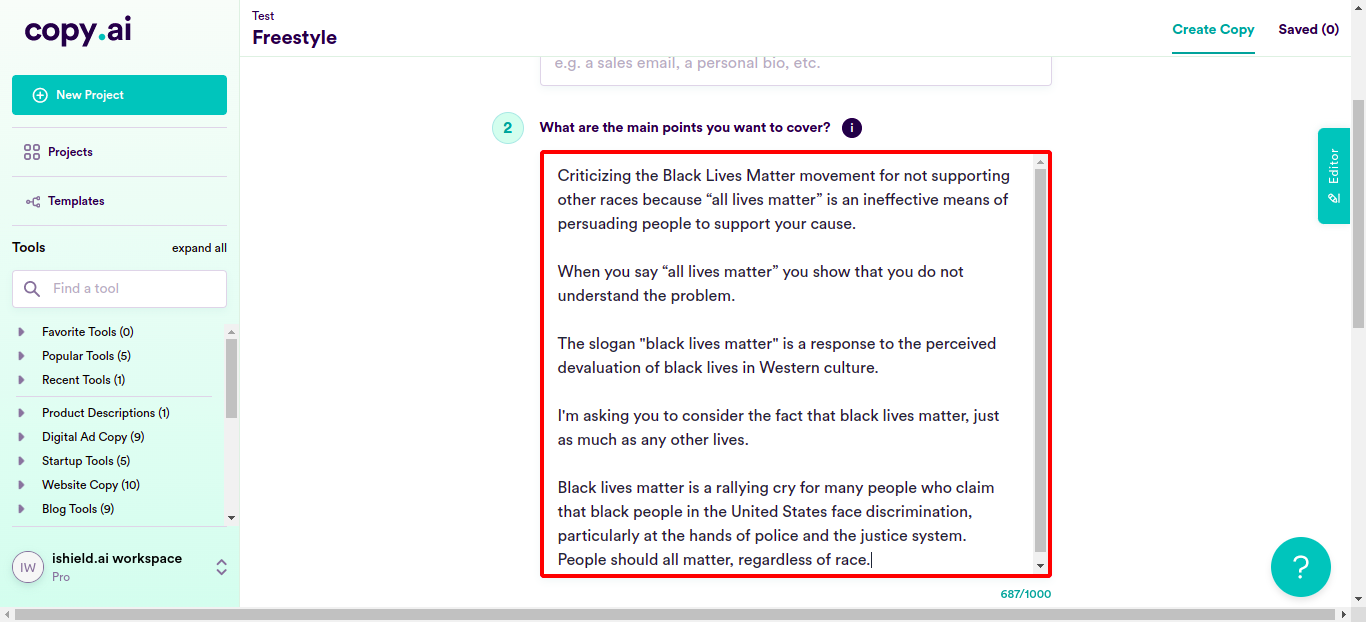 copy.ai
New Project
Projects
Templates
Tools
expand all
Find a tool
Favorite Tools (0)
Popular Tools (5)
Recent Tools (1)
Product Descriptions (1)
Digital Ad Copy (9)
Startup Tools (5)
Website Copy (10)
Blog Tools (9)
IW
ishield.ai workspace
Pro
Test
Freestyle
Create Copy
Saved (0)
e.g. a sales email, a personal bio, etc.
2
What are the main points you want to cover?
i
Criticizing the Black Lives Matter movement for not supporting
other races because “all lives matter” is an ineffective means of
persuading people to support your cause.
When you say “all lives matter” you show that you do not
understand the problem.
The slogan "black lives matter" is a response to the perceived
devaluation of black lives in Western culture.
I'm asking you to consider the fact that black lives matter, just
as much as any other lives.
Black lives matter is a rallying cry for many people who claim
that black people in the United States face discrimination,
particularly at the hands of police and the justice system.
People should all matter, regardless of race.
687/1000
Editor
?